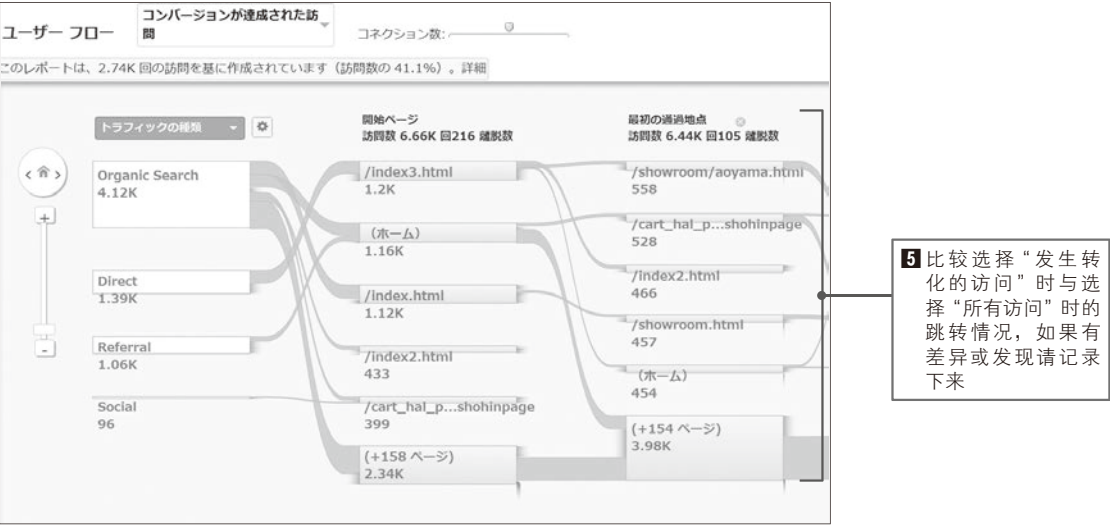 ユーザー フロー
コンバージョンが達成された訪
問
コネクション数:
このレポートは、2.74K 回の訪問を基に作成されています（訪問数の 41.1%）。詳細
トラフィックの種類
Organic Search
4.12K
Direct
1.39K
Referral
1.06K
Social
96
開始ページ
訪問数 6.66K 回216 離脱数
/index3.html
1.2K
（ホーム）
1.16K
/index.html
1.12K
/index2.html
433
/cart_hal_p...shohinpage
399
(+158 ページ)
2.34K
最初の通過地点
訪問数 6.44K 回105 離脱数
/showroom/aoyama.html
558
/cart_hal_p...shohinpage
528
/index2.html
466
/showroom.html
457
（ホーム）
454
(+154 ページ)
3.98K
5 比较选择“发生转
化的访问”时与选
择“所有访问”时的
跳转情况，如果有
差异或发现请记录
下来